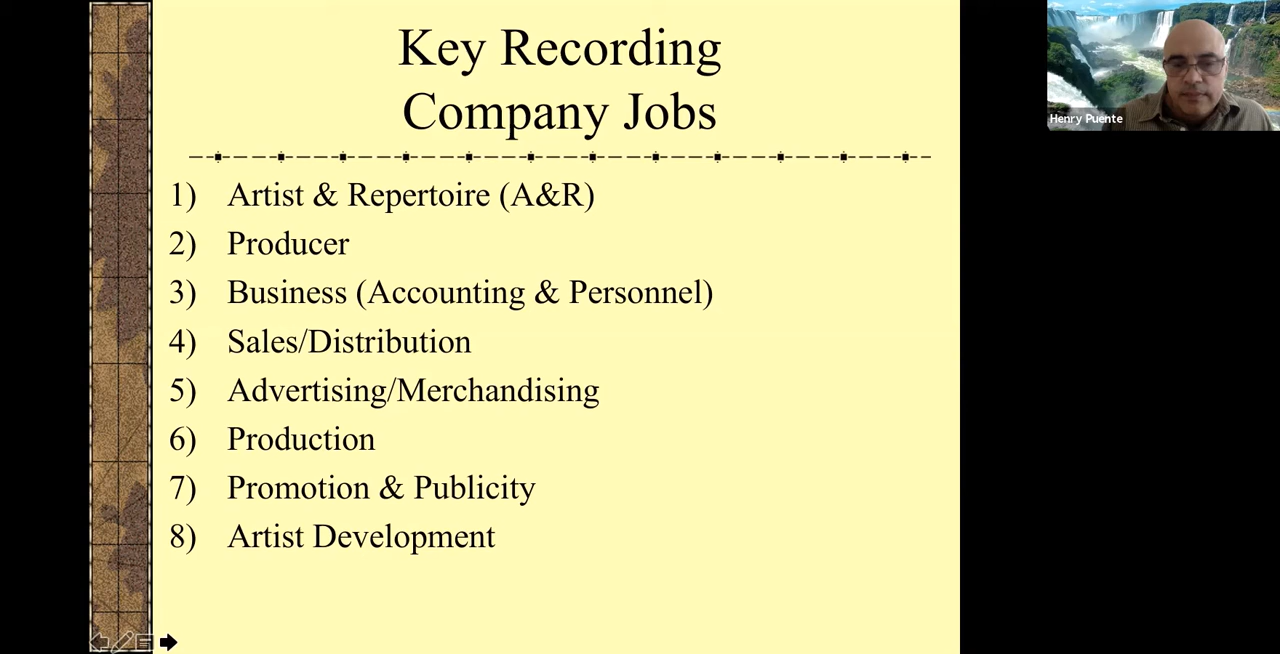 Key Recording
Company Jobs
1) Artist & Repertoire (A&R)
2) Producer
3) Business (Accounting & Personnel)
4) Sales/Distribution
5) Advertising/Merchandising
6) Production
7) Promotion & Publicity
8) Artist Development
Henry Puente